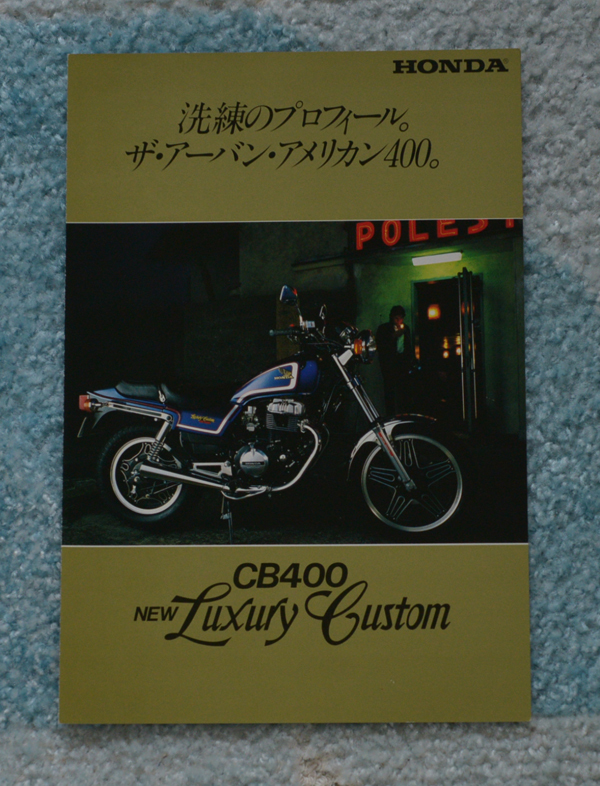 HONDA
洗練のプロフィール。
ザ・アーバン・アメリカン400。
POLEST
CB400
NEW Luxury Custom